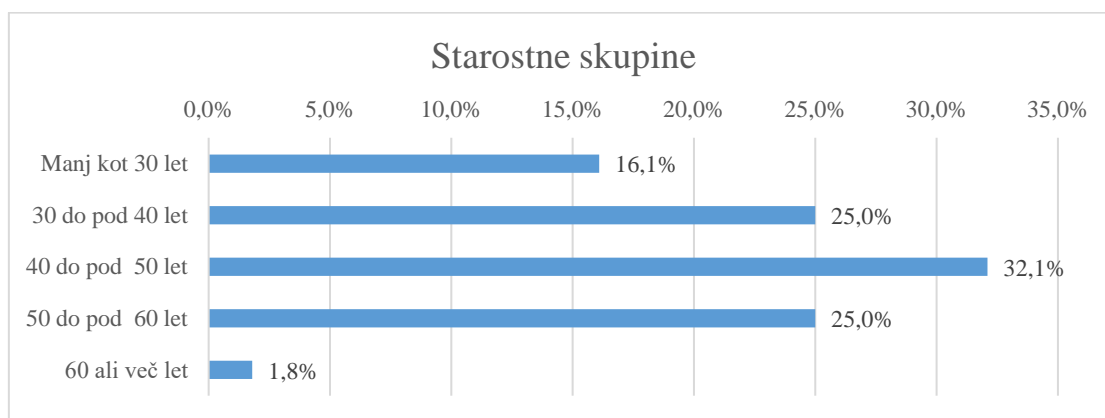 Starostne skupine
0,0% 5,0% 10,0% 15,0% 20,0% 25,0% 30,0% 35,0%
Manj kot 30 let 16,1%
30 do pod 40 let 25,0%
40 do pod  50 let 32,1%
50 do pod  60 let 25,0%
60 ali več let 1,8%